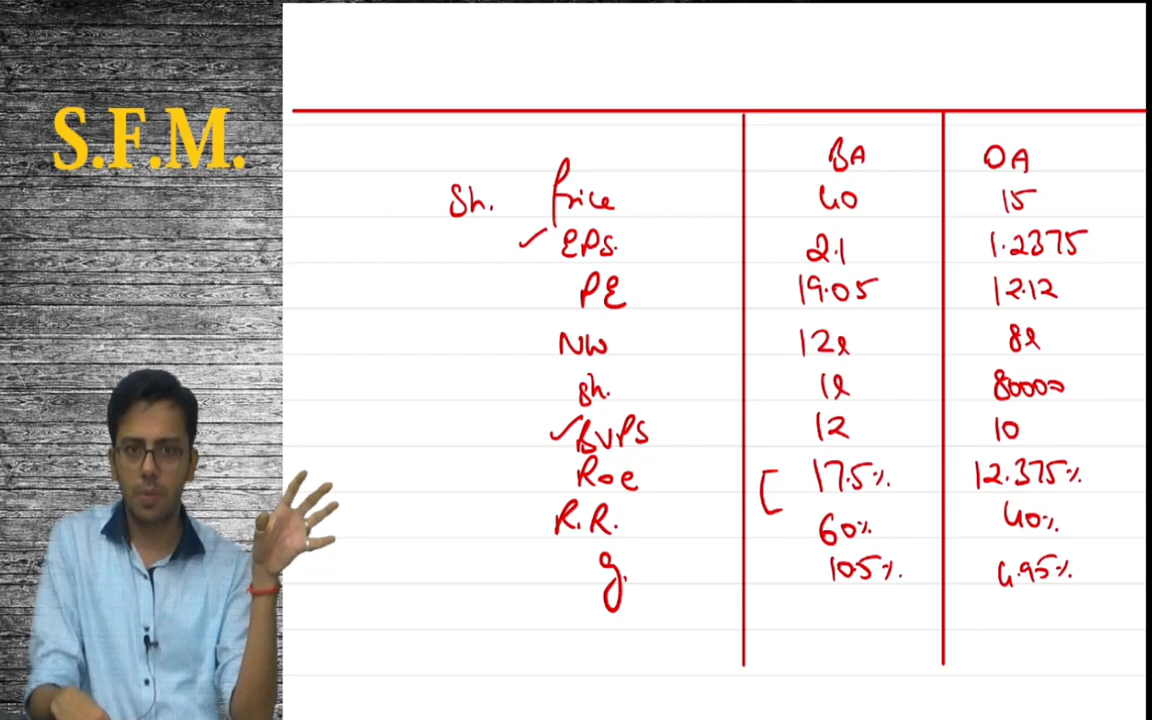 S.F.M.
BA OA
Sh. Price 40 15
EPS. 2.1 1.2375
PE 19.05 12.12
NW 12l 8l
Sh. 1l 80000
BVPS 12 10
Roe 17.5% 12.375%
R.R. 60% 40%
g. 10.5% 4.95%